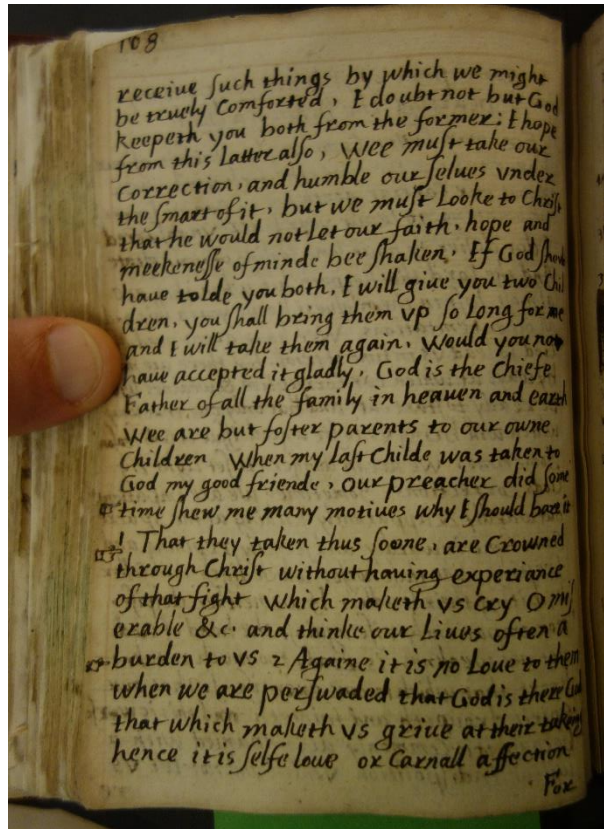 108
receiue such things by which we might
be truely Comforted, I doubt not but God
keepeth you both from the former: I hope
from this latter also, Wee must take our
Correction, and humble our selues vnder
the smart of it, but we must Looke to Christ
that he would not Let our faith, hope and
meekenesse of minde bee shaken. If God should
haue tolde you both, I will giue you two Chil
dren, you shall bring them vp so Long for me
and I will take them again, Would you not
haue accepted it gladly, God is the Chiefe
Father of all the family in heauen and earth
Wee are but foster parents to our owne
Children When my Last Childe was taken to
God my good friende, our preacher did some
time shew me many motiues why I should beare it
1 That they taken thus soone, are Crowned
through Christ without hauing experiance
of that fight Which maketh vs Cry O mis
erable &c. and thinke our Liues often a
burden to vs 2 Againe it is no Loue to them
when we are perswaded that God is there God
that which maketh vs griue at their takeing
hence it is selfe loue or Carnall affection
For